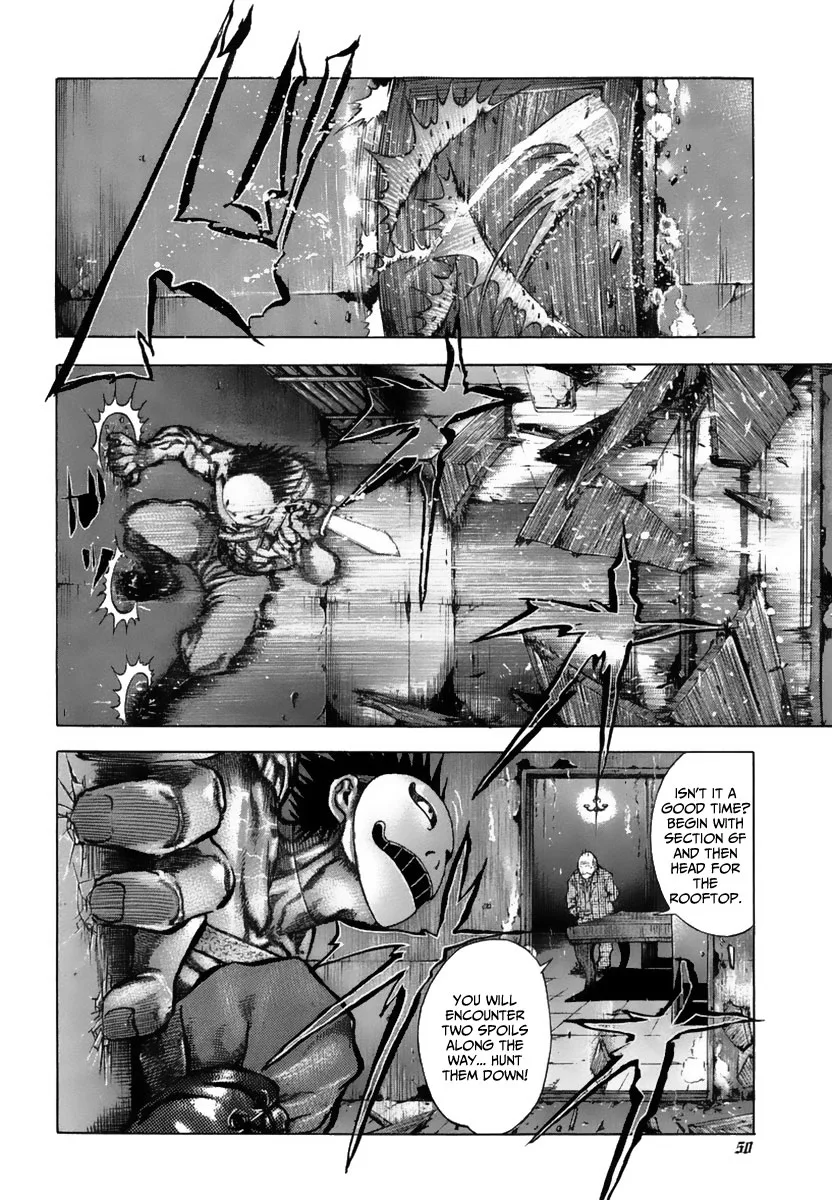 ISN'T IT A
GOOD TIME?
BEGIN WITH
SECTION 6F
AND THEN
HEAD FOR
THE
ROOFTOP.
YOU WILL
ENCOUNTER
TWO SPOILS
ALONG THE
WAY... HUNT
THEM DOWN!
50